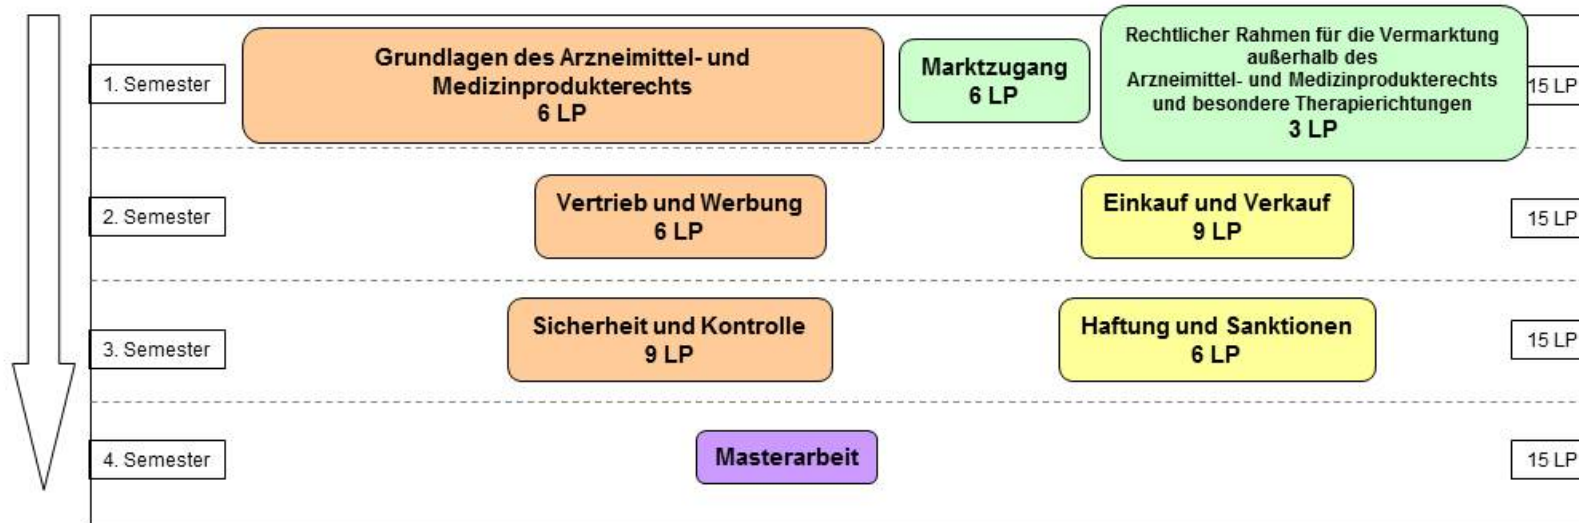 1. Semester
Grundlagen des Arzneimittel- und
Medizinprodukterechts
6 LP
Marktzugang
6 LP
Rechtlicher Rahmen für die Vermarktung
außerhalb des
Arzneimittel- und Medizinprodukterechts
und besondere Therapierichtungen
3 LP
15 LP
2. Semester
Vertrieb und Werbung
6 LP
Einkauf und Verkauf
9 LP
15 LP
3. Semester
Sicherheit und Kontrolle
9 LP
Haftung und Sanktionen
6 LP
15 LP
4. Semester
Masterarbeit
15 LP